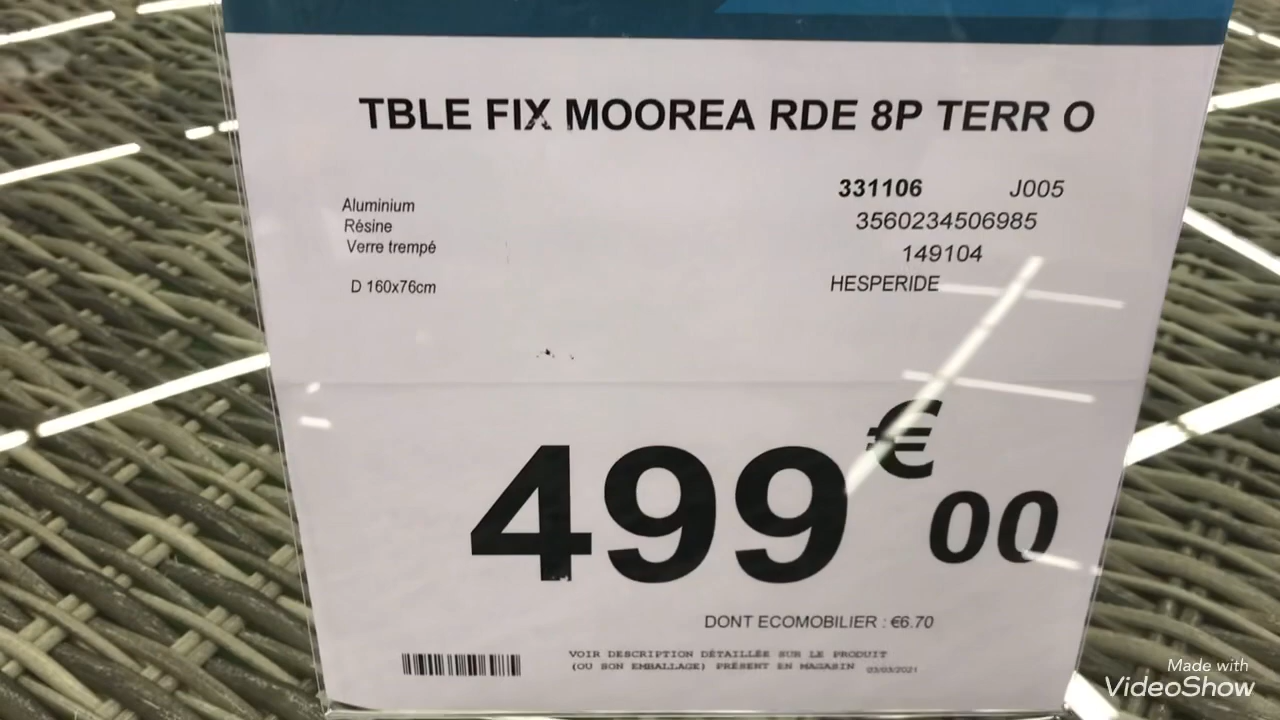 TBLE FIX MOOREA RDE 8P TERR O
331106 J005
Aluminium
Résine
Verre trempé
3560234506985
149104
D 160x76cm
HESPERIDE
499€00
DONT ECOMOBILIER : €6.70
VOIR DESCRIPTION DÉTAILLÉE SUR LE PRODUIT
(OU SON EMBALLAGE) PRÉSENT EN MAGASIN 03/03/2021
Made with
VideoShow